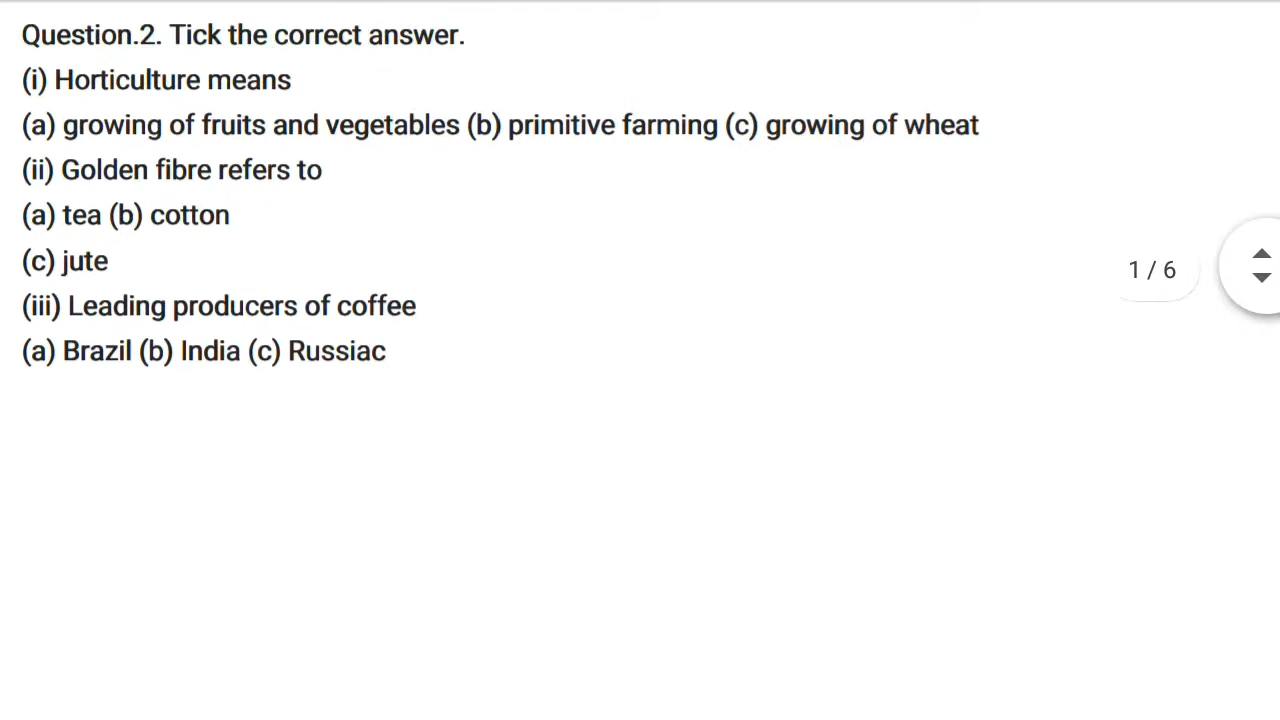 Question.2. Tick the correct answer.
(i) Horticulture means
(a) growing of fruits and vegetables (b) primitive farming (c) growing of wheat
(ii) Golden fibre refers to
(a) tea (b) cotton
(c) jute
1 / 6
(iii) Leading producers of coffee
(a) Brazil (b) India (c) Russiac